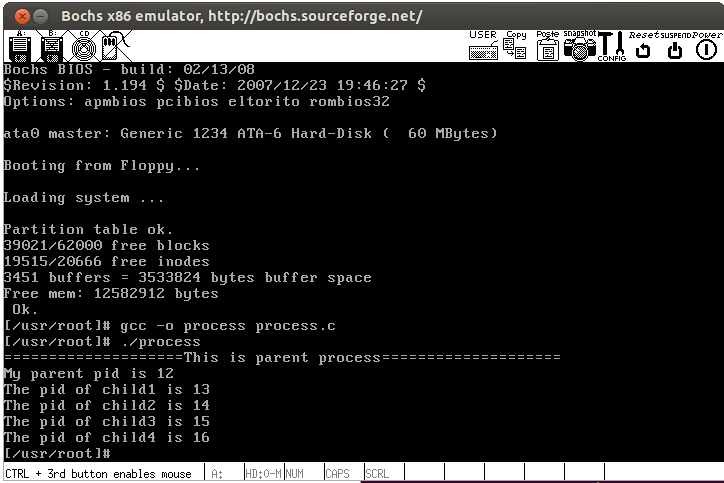 Bochs x86 emulator, http://bochs.sourceforge.net/
A: B: CD USER Copy Paste snapshot CONFIG Reset SUSPEND Power
Bochs BIOS - build: 02/13/08
$Revision: 1.194 $ $Date: 2007/12/23 19:46:27 $
Options: apmbios pcibios eltorito rombios32
ata0 master: Generic 1234 ATA-6 Hard-Disk (  60 MBytes)
Booting from Floppy...
Loading system ...
Partition table ok.
39021/62000 free blocks
19515/20666 free inodes
3451 buffers = 3533824 bytes buffer space
Free mem: 12582912 bytes
 Ok.
[/usr/root]# gcc -o process process.c
[/usr/root]# ./process
====================This is parent process====================
My parent pid is 12
The pid of child1 is 13
The pid of child2 is 14
The pid of child3 is 15
The pid of child4 is 16
[/usr/root]#
CTRL + 3rd button enables mouse A: HD:0-M NUM CAPS SCRL